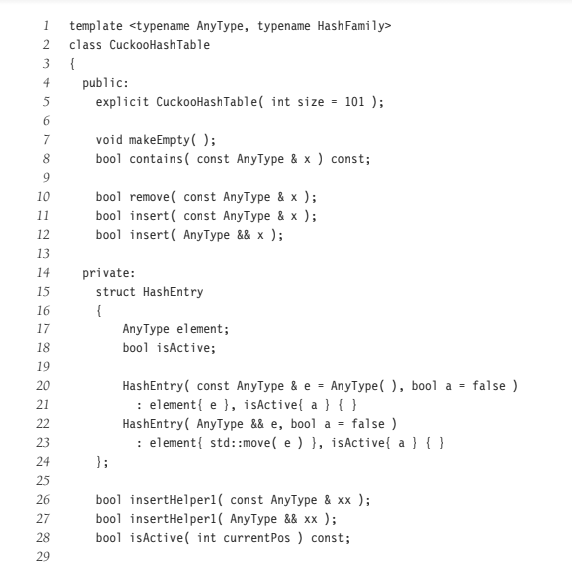 1 template <typename AnyType, typename HashFamily>
2 class CuckooHashTable
3 {
4 public:
5 explicit CuckooHashTable( int size = 101 );
6
7 void makeEmpty( );
8 bool contains( const AnyType & x ) const;
9
10 bool remove( const AnyType & x );
11 bool insert( const AnyType & x );
12 bool insert( AnyType && x );
13
14 private:
15 struct HashEntry
16 {
17 AnyType element;
18 bool isActive;
19
20 HashEntry( const AnyType & e = AnyType( ), bool a = false )
21 : element{ e }, isActive{ a } { }
22 HashEntry( AnyType && e, bool a = false )
23 : element{ std::move( e ) }, isActive{ a } { }
24 };
25
26 bool insertHelper1( const AnyType & xx );
27 bool insertHelper1( AnyType && xx );
28 bool isActive( int currentPos ) const;
29